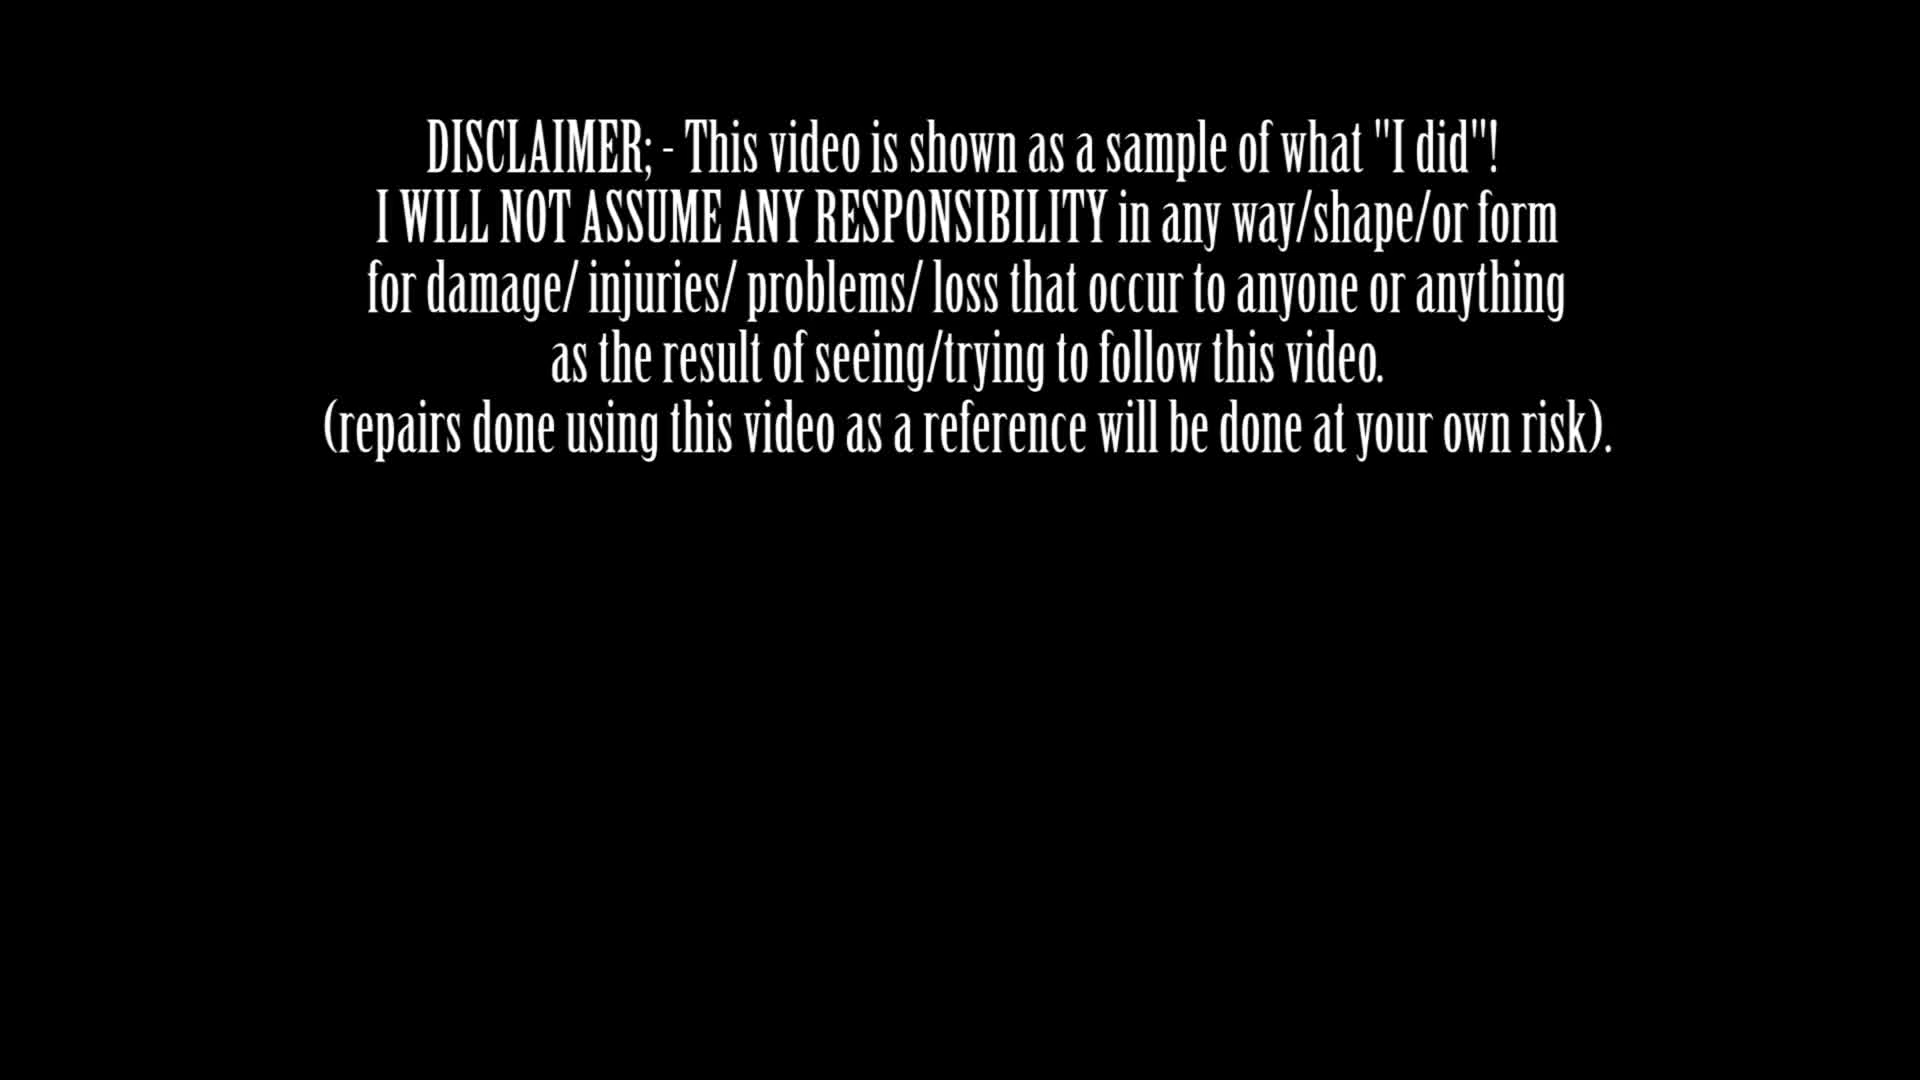 DISCLAIMER; - This video is shown as a sample of what "I did"!
I WILL NOT ASSUME ANY RESPONSIBILITY in any way/shape/or form
for damage/ injuries/ problems/ loss that occur to anyone or anything
as the result of seeing/trying to follow this video.
(repairs done using this video as a reference will be done at your own risk).